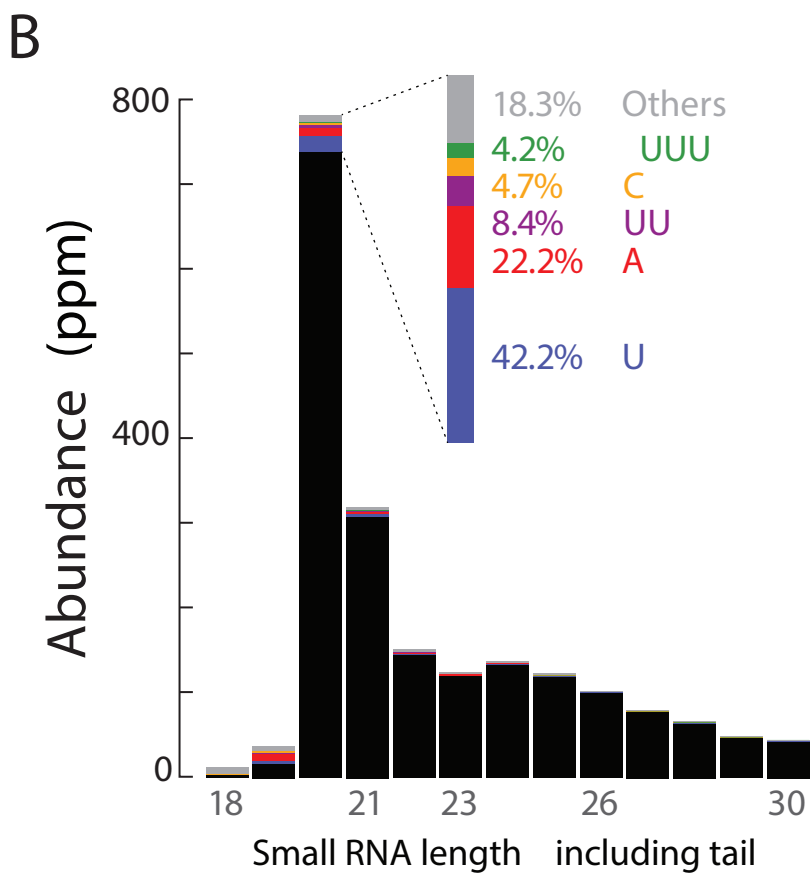 B
800
400
0
Abundance (ppm)
18.3% Others
4.2% UUU
4.7% C
8.4% UU
22.2% A
42.2% U
18 21 23 26 30
Small RNA length including tail